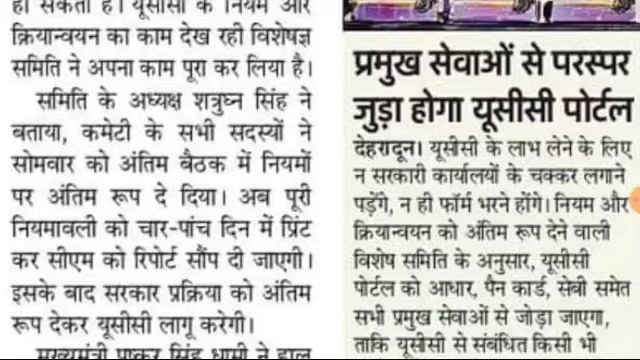 हो सकता है। यूसीसी के नियम और
क्रियान्वयन का काम देख रही विशेषज्ञ
समिति ने अपना काम पूरा कर लिया है।
समिति के अध्यक्ष शत्रुघ्न सिंह ने
बताया, कमेटी के सभी सदस्यों ने
सोमवार को अंतिम बैठक में नियमों
पर अंतिम रूप दे दिया। अब पूरी
नियमावली को चार-पांच दिन में प्रिंट
कर सीएम को रिपोर्ट सौंप दी जाएगी।
इसके बाद सरकार प्रक्रिया को अंतिम
रूप देकर यूसीसी लागू करेगी।
मुख्यमंत्री पुष्कर सिंह धामी ने हाल
प्रमुख सेवाओं से परस्पर
जुड़ा होगा यूसीसी पोर्टल
देहरादून। यूसीसी के लाभ लेने के लिए
न सरकारी कार्यालयों के चक्कर लगाने
पड़ेंगे, न ही फॉर्म भरने होंगे। नियम और
क्रियान्वयन को अंतिम रूप देने वाली
विशेष समिति के अनुसार, यूसीसी
पोर्टल को आधार, पैन कार्ड, सेबी समेत
सभी प्रमुख सेवाओं से जोड़ा जाएगा,
ताकि यूसीसी से संबंधित किसी भी